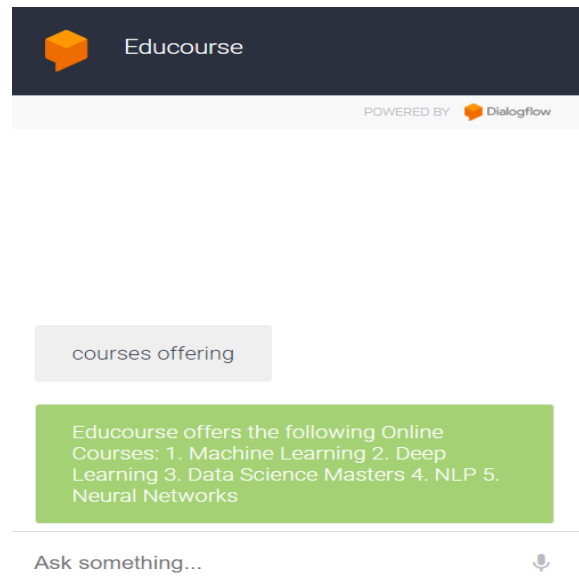 Educourse
POWERED BY Dialogflow
courses offering
Educourse offers the following Online
Courses: 1. Machine Learning 2. Deep
Learning 3. Data Science Masters 4. NLP 5.
Neural Networks
Ask something...